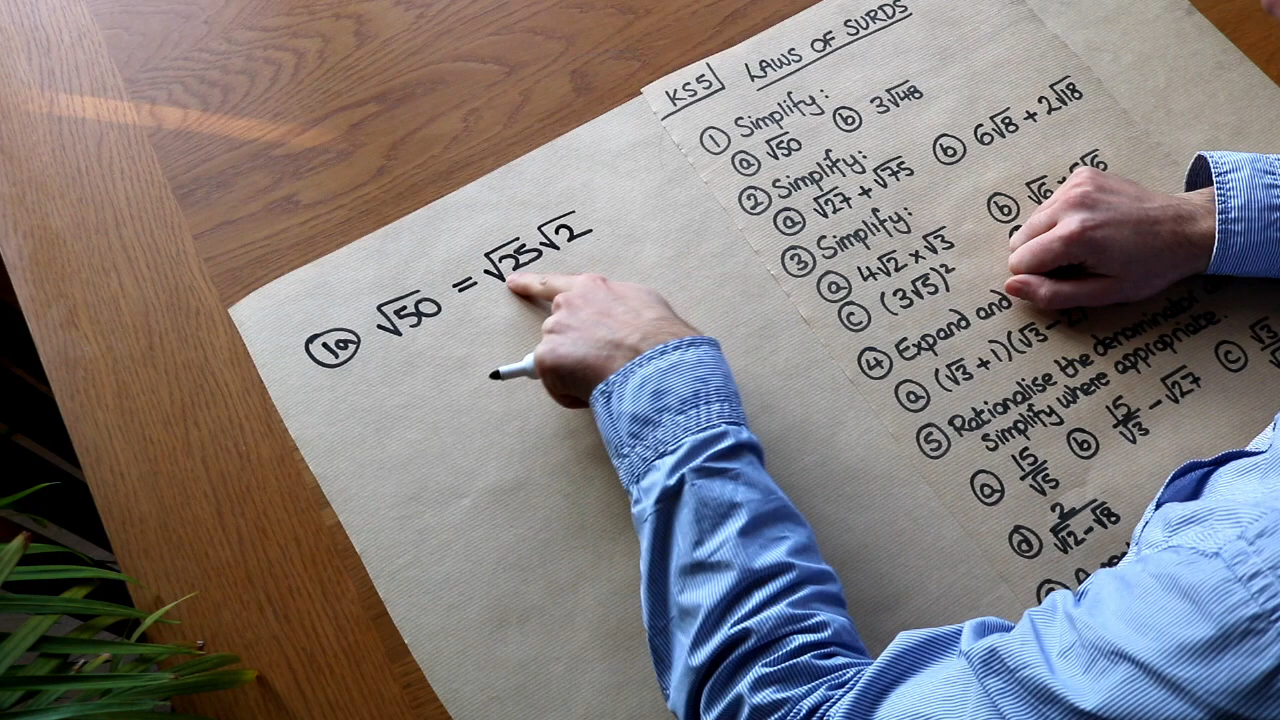 1a √50 = √25√2
KS5 LAWS OF SURDS
1 Simplify:
a √50 b 3√48
2 Simplify:
a √27 + √75 b 6√8 + 2√18
3 Simplify:
a 4√2 × √3 b √6 ×
c (3√5)²
4 Expand and
a (√3 + 1)(√3 −
5 Rationalise the denominator
Simplify where appropriate.
a 15/√5 b 15/√3 − √27 c
d 2/√2−√8